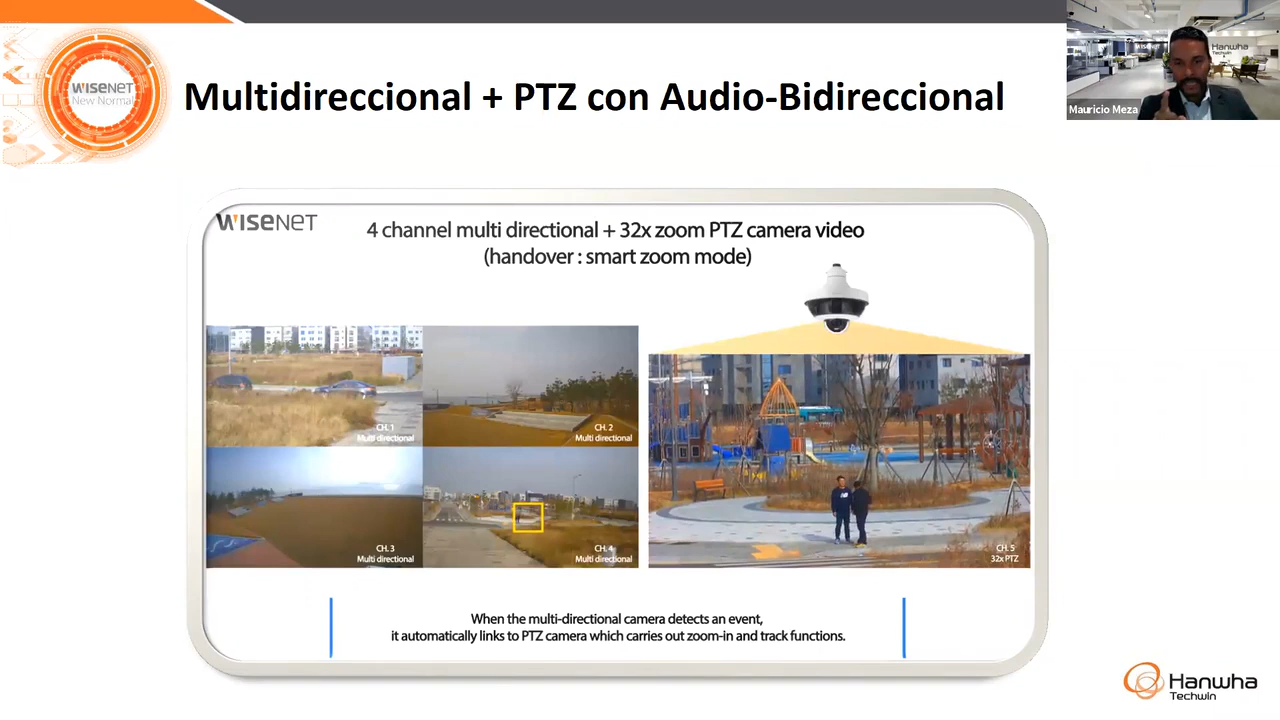 WISENET
New Normal
Multidireccional + PTZ con Audio-Bidireccional
Hanwha
Techwin
Mauricio Meza
WISENET
4 channel multi directional + 32x zoom PTZ camera video
(handover : smart zoom mode)
CH. 1
Multi directional
CH. 2
Multi directional
CH. 3
Multi directional
CH. 4
Multi directional
CH. 5
32x PTZ
When the multi-directional camera detects an event,
it automatically links to PTZ camera which carries out zoom-in and track functions.
Hanwha
Techwin